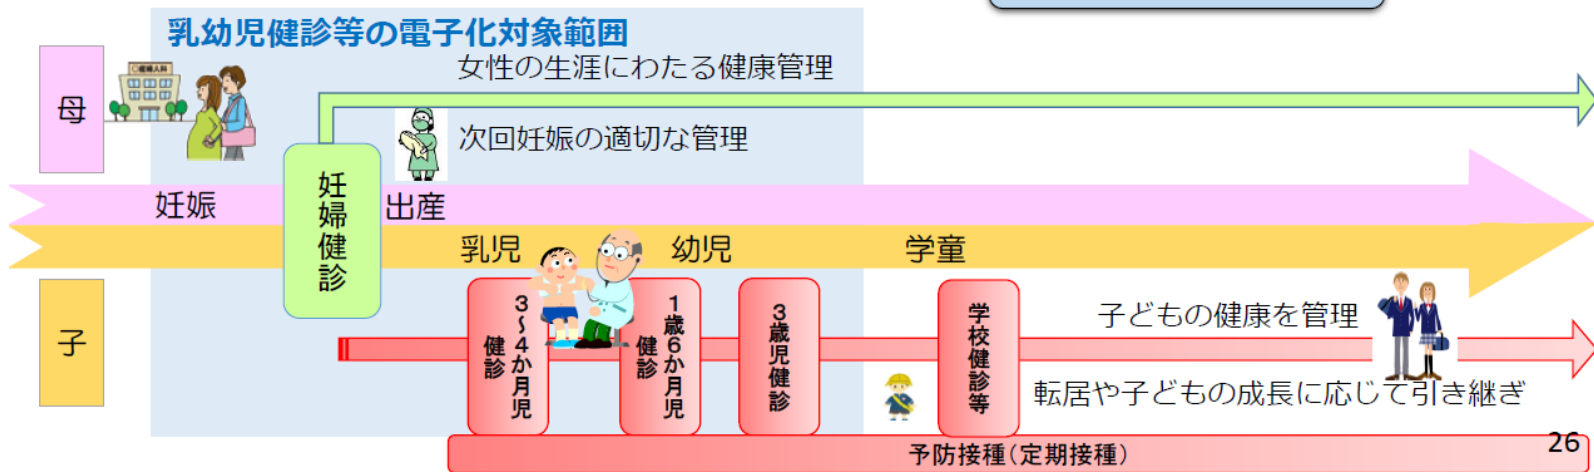 乳幼児健診等の電子化対象範囲
母
産婦人科
女性の生涯にわたる健康管理
次回妊娠の適切な管理
妊娠
妊婦健診
出産
乳児
幼児
学童
子
3～4か月児
健診
1歳6か月児
健診
3歳児健診
学校健診等
子どもの健康を管理
転居や子どもの成長に応じて引き継ぎ
予防接種（定期接種）
26